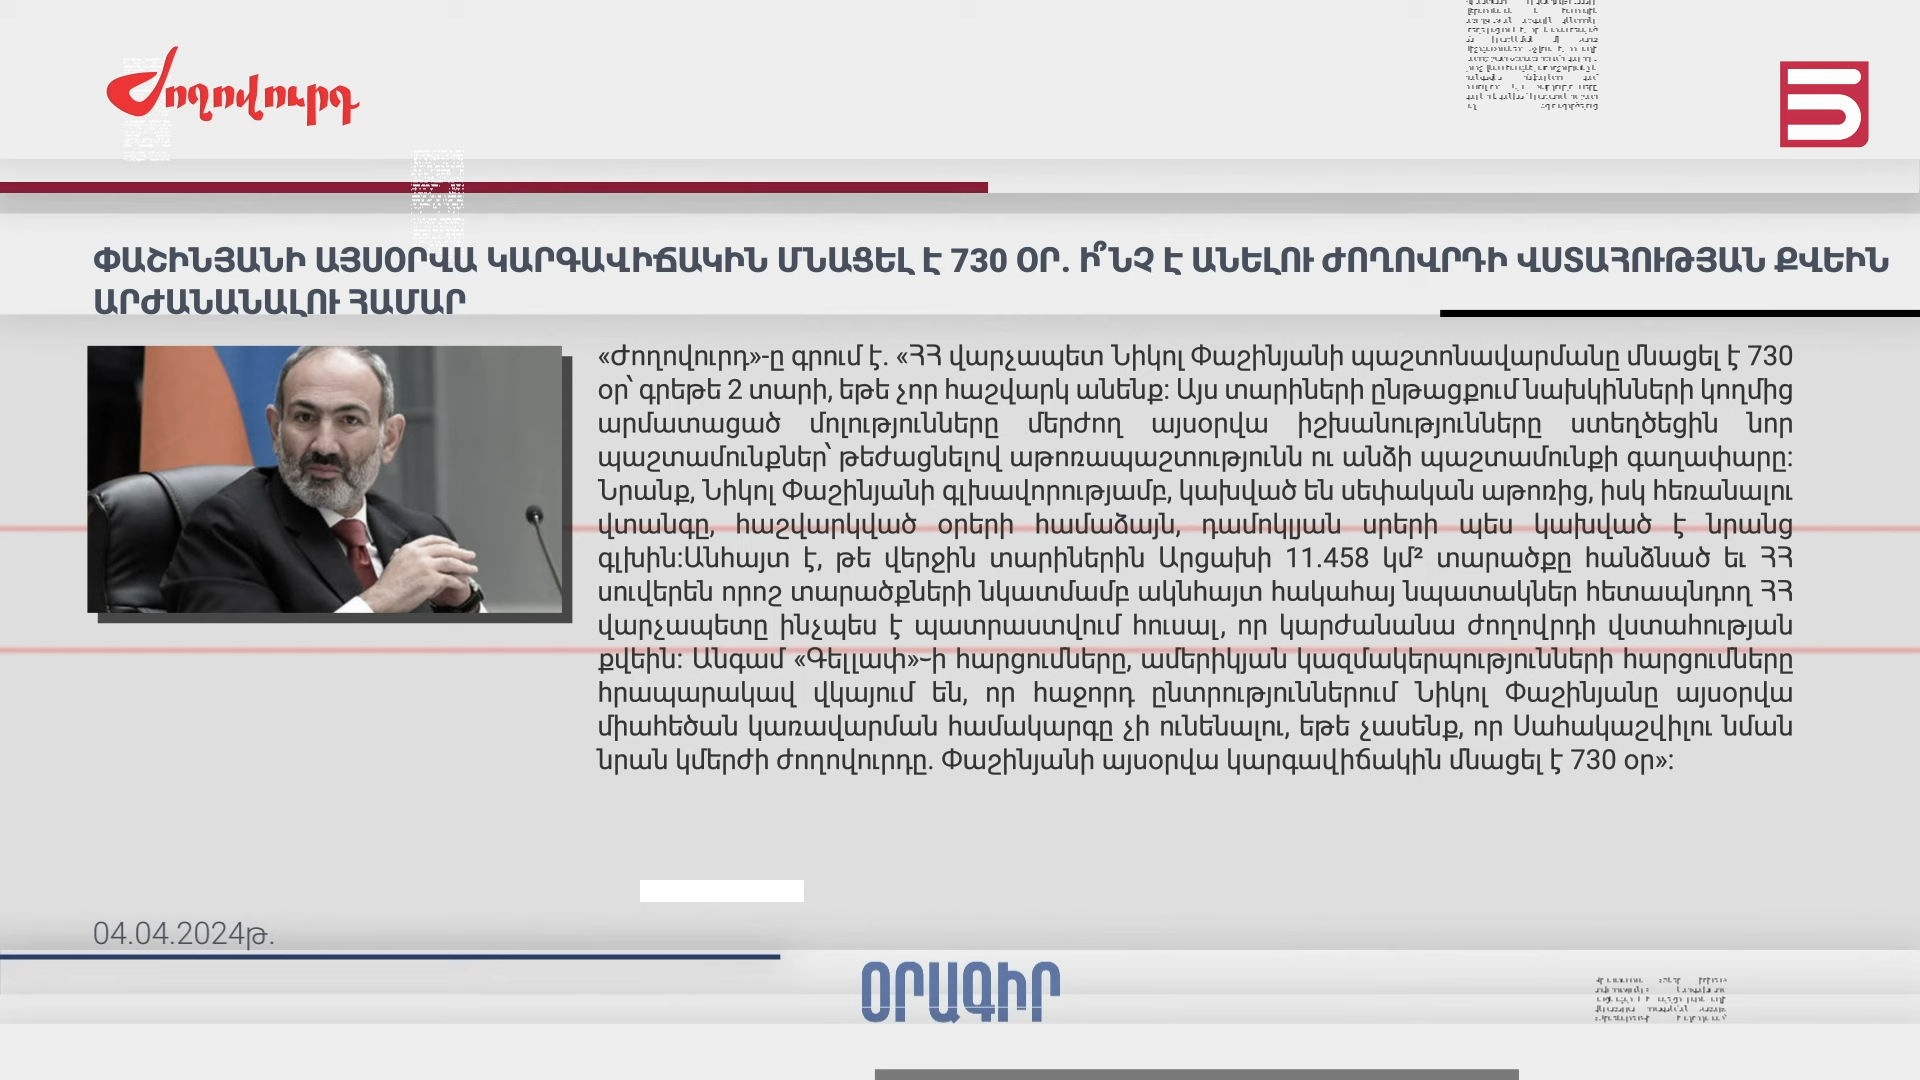 Ժողովուրդ
ՓԱՇԻՆՅԱՆԻ ԱՅՍՕՐՎԱ ԿԱՐԳԱՎԻՃԱԿԻՆ ՄՆԱՑԵԼ Է 730 ՕՐ. Ի՞ՆՉ Է ԱՆԵԼՈՒ ԺՈՂՈՎՐԴԻ ՎՍՏԱՀՈՒԹՅԱՆ ՔՎԵԻՆ
ԱՐԺԱՆԱՆԱԼՈՒ ՀԱՄԱՐ
«Ժողովուրդ»-ը գրում է. «ՀՀ վարչապետ Նիկոլ Փաշինյանի պաշտոնավարմանը մնացել է 730
օր՝ գրեթե 2 տարի, եթե չոր հաշվարկ անենք: Այս տարիների ընթացքում նախկինների կողմից
արմատացած մոլությունները մերժող այսօրվա իշխանությունները ստեղծեցին նոր
պաշտամունքներ՝ թեժացնելով աթոռապաշտությունն ու անձի պաշտամունքի գաղափարը:
Նրանք, Նիկոլ Փաշինյանի գլխավորությամբ, կախված են սեփական աթոռից, իսկ հեռանալու
վտանգը, հաշվարկված օրերի համաձայն, դամոկլյան սրերի պես կախված է նրանց
գլխին:Անհայտ է, թե վերջին տարիներին Արցախի 11.458 կմ² տարածքը հանձնած եւ ՀՀ
սուվերեն որոշ տարածքների նկատմամբ ակնհայտ հակահայ նպատակներ հետապնդող ՀՀ
վարչապետը ինչպես է պատրաստվում հուսալ, որ կարժանանա ժողովրդի վստահության
քվեին: Անգամ «Գելլափ»֊ի հարցումները, ամերիկյան կազմակերպությունների հարցումները
հրապարակավ վկայում են, որ հաջորդ ընտրություններում Նիկոլ Փաշինյանը այսօրվա
միահեծան կառավարման համակարգը չի ունենալու, եթե չասենք, որ Սահակաշվիլու նման
նրան կմերժի ժողովուրդը. Փաշինյանի այսօրվա կարգավիճակին մնացել է 730 օր»:
04.04.2024թ.
ՕՐԱԳԻՐ